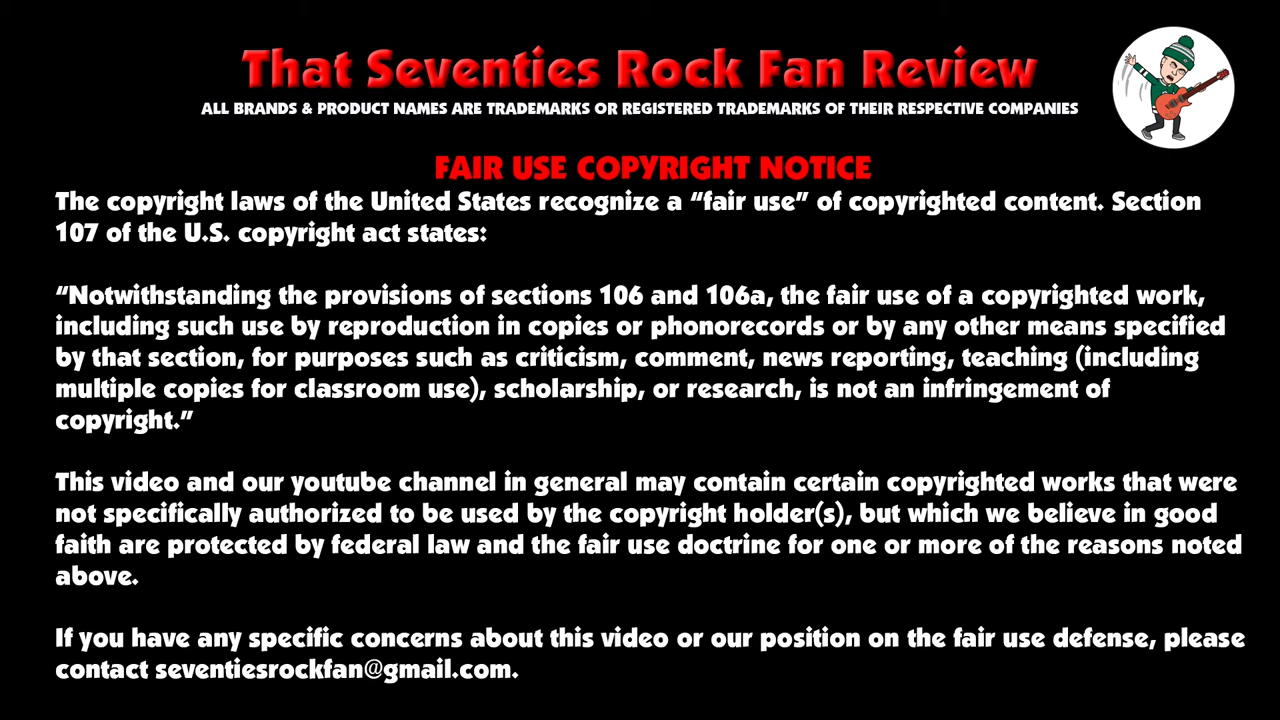 That Seventies Rock Fan Review
ALL BRANDS & PRODUCT NAMES ARE TRADEMARKS OR REGISTERED TRADEMARKS OF THEIR RESPECTIVE COMPANIES
FAIR USE COPYRIGHT NOTICE
The copyright laws of the United States recognize a “fair use” of copyrighted content. Section
107 of the U.S. copyright act states:
“Notwithstanding the provisions of sections 106 and 106a, the fair use of a copyrighted work,
including such use by reproduction in copies or phonorecords or by any other means specified
by that section, for purposes such as criticism, comment, news reporting, teaching (including
multiple copies for classroom use), scholarship, or research, is not an infringement of
copyright.”
This video and our youtube channel in general may contain certain copyrighted works that were
not specifically authorized to be used by the copyright holder(s), but which we believe in good
faith are protected by federal law and the fair use doctrine for one or more of the reasons noted
above.
If you have any specific concerns about this video or our position on the fair use defense, please
contact seventiesrockfan@gmail.com.